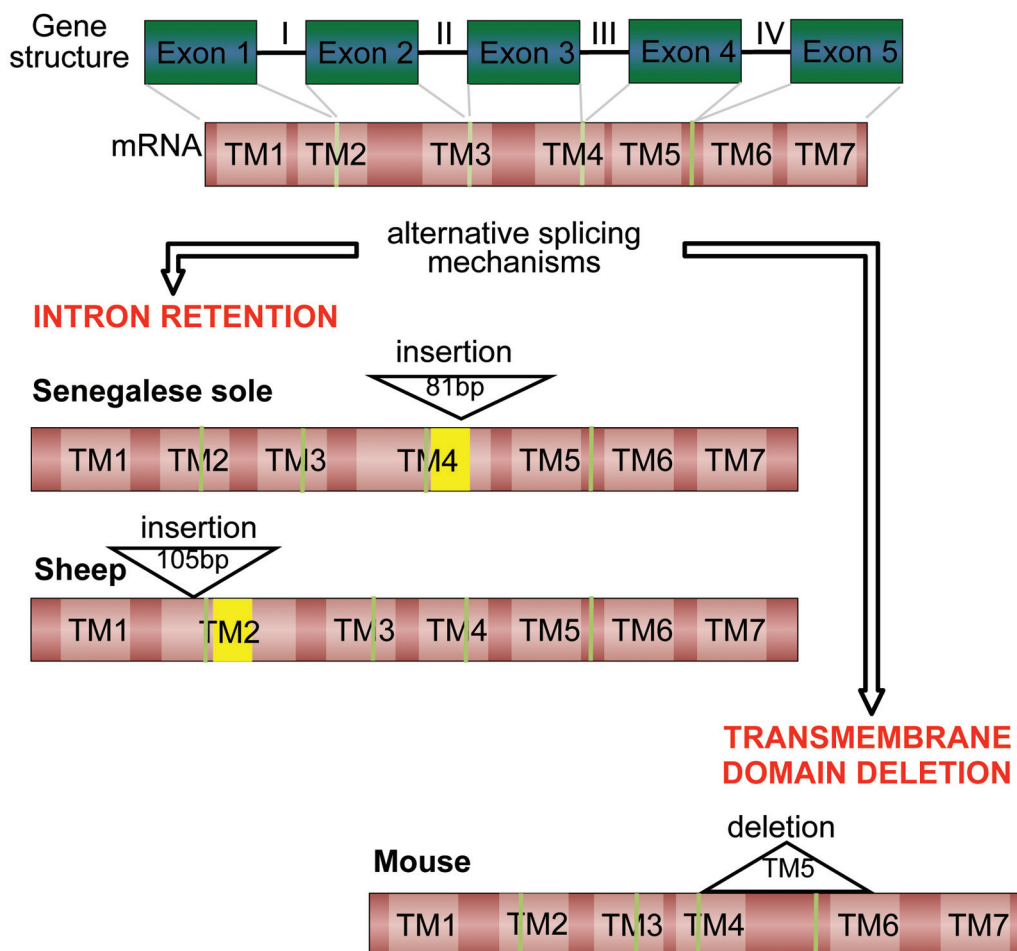 Gene
structure
Exon 1 I Exon 2 II Exon 3 III Exon 4 IV Exon 5
mRNA TM1 TM2 TM3 TM4 TM5 TM6 TM7
alternative splicing
mechanisms
INTRON RETENTION
insertion
81bp
Senegalese sole
TM1 TM2 TM3 TM4 TM5 TM6 TM7
insertion
105bp
Sheep
TM1 TM2 TM3 TM4 TM5 TM6 TM7
TRANSMEMBRANE
DOMAIN DELETION
deletion
TM5
Mouse
TM1 TM2 TM3 TM4 TM6 TM7